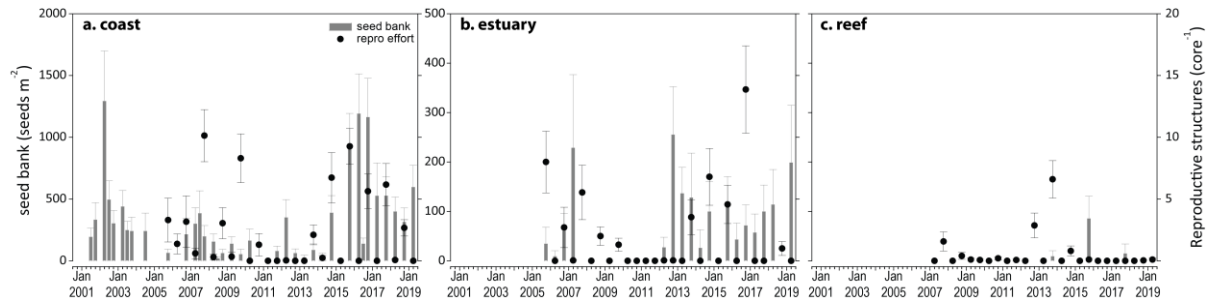 a. coast
seed bank
repro effort
b. estuary
c. reef
seed bank (seeds m-2)
2000
1500
1000
500
0
500
400
300
200
100
0
20
15
10
5
0
Reproductive structures (core-1)
Jan Jan Jan Jan Jan Jan Jan Jan Jan Jan
2001 2003 2005 2007 2009 2011 2013 2015 2017 2019
Jan Jan Jan Jan Jan Jan Jan Jan Jan Jan
2001 2003 2005 2007 2009 2011 2013 2015 2017 2019
Jan Jan Jan Jan Jan Jan Jan Jan Jan Jan
2001 2003 2005 2007 2009 2011 2013 2015 2017 2019